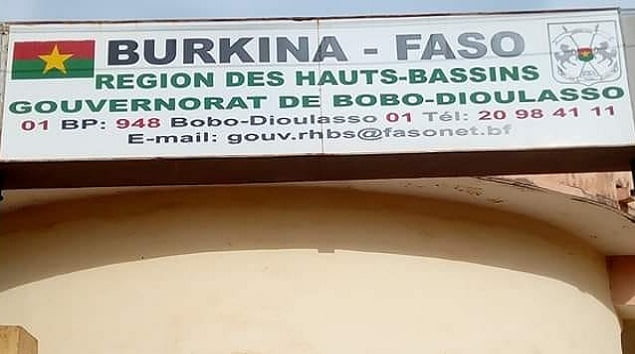 BURKINA - FASO
REGION DES HAUTS-BASSINS
GOUVERNORAT DE BOBO-DIOULASSO
01 BP: 948 Bobo-Dioulasso 01 Tél: 20 98 41 11
E-mail: gouv.rhbs@fasonet.bf